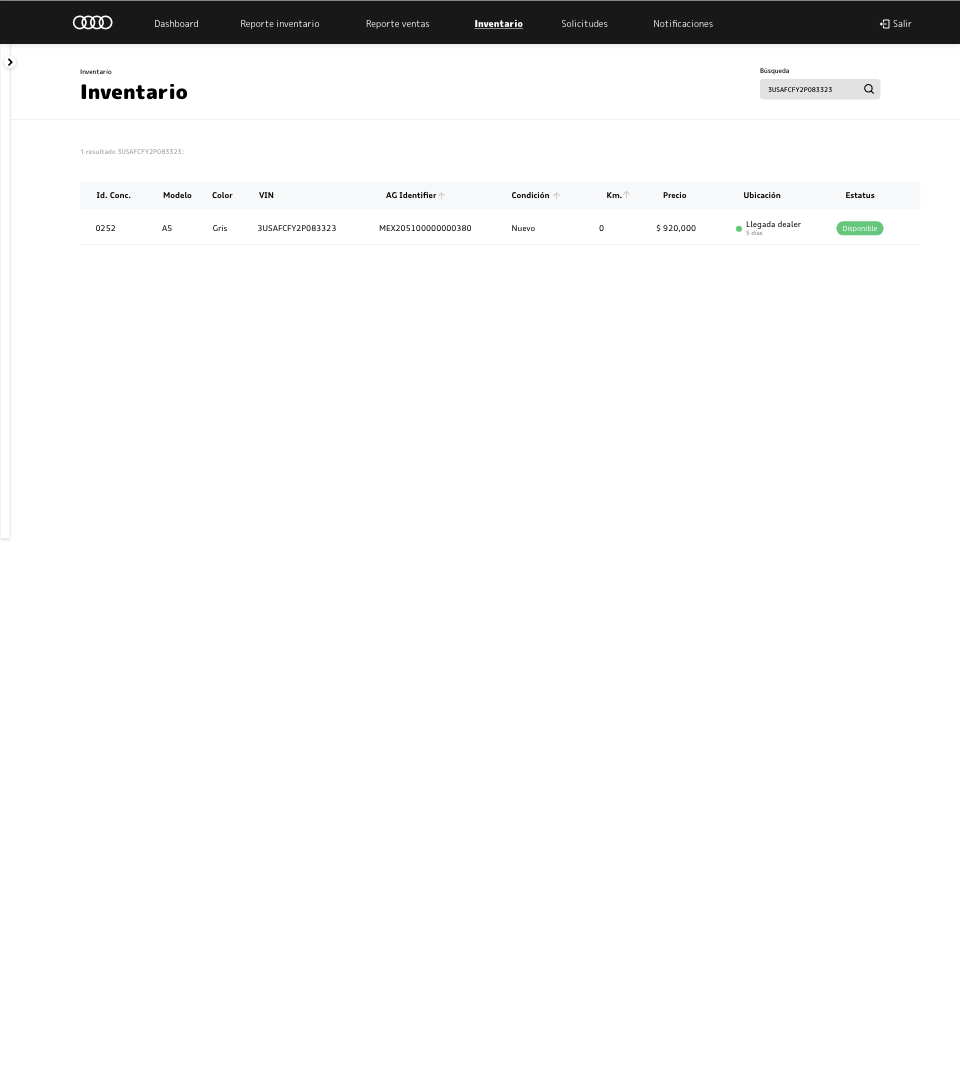 Dashboard Reporte inventario Reporte ventas Inventario Solicitudes Notificaciones Salir
Inventario
Inventario
Búsqueda
3USAFCFY2P083323
1 resultado 3USAFCFY2P083323:
Id. Conc. Modelo Color VIN AG Identifier Condición Km. Precio Ubicación Estatus
0252 A5 Gris 3USAFCFY2P083323 MEX205100000000380 Nuevo 0 $ 920,000 Llegada dealer Disponible
5 días